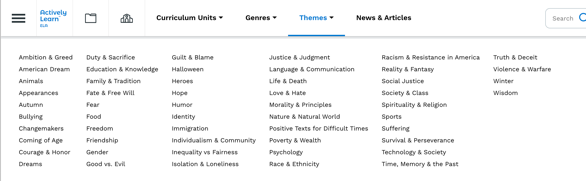 Actively
Learn
ELA
Curriculum Units
Genres
Themes
News & Articles
Search
Ambition & Greed
American Dream
Animals
Appearances
Autumn
Bullying
Changemakers
Coming of Age
Courage & Honor
Dreams
Duty & Sacrifice
Education & Knowledge
Family & Tradition
Fate & Free Will
Fear
Food
Freedom
Friendship
Gender
Good vs. Evil
Guilt & Blame
Halloween
Heroes
Hope
Humor
Identity
Immigration
Individualism & Community
Inequality vs Fairness
Isolation & Loneliness
Justice & Judgment
Language & Communication
Life & Death
Love & Hate
Morality & Principles
Nature & Natural World
Positive Texts for Difficult Times
Poverty & Wealth
Psychology
Race & Ethnicity
Racism & Resistance in America
Reality & Fantasy
Social Justice
Society & Class
Spirituality & Religion
Sports
Suffering
Survival & Perseverance
Technology & Society
Time, Memory & the Past
Truth & Deceit
Violence & Warfare
Winter
Wisdom